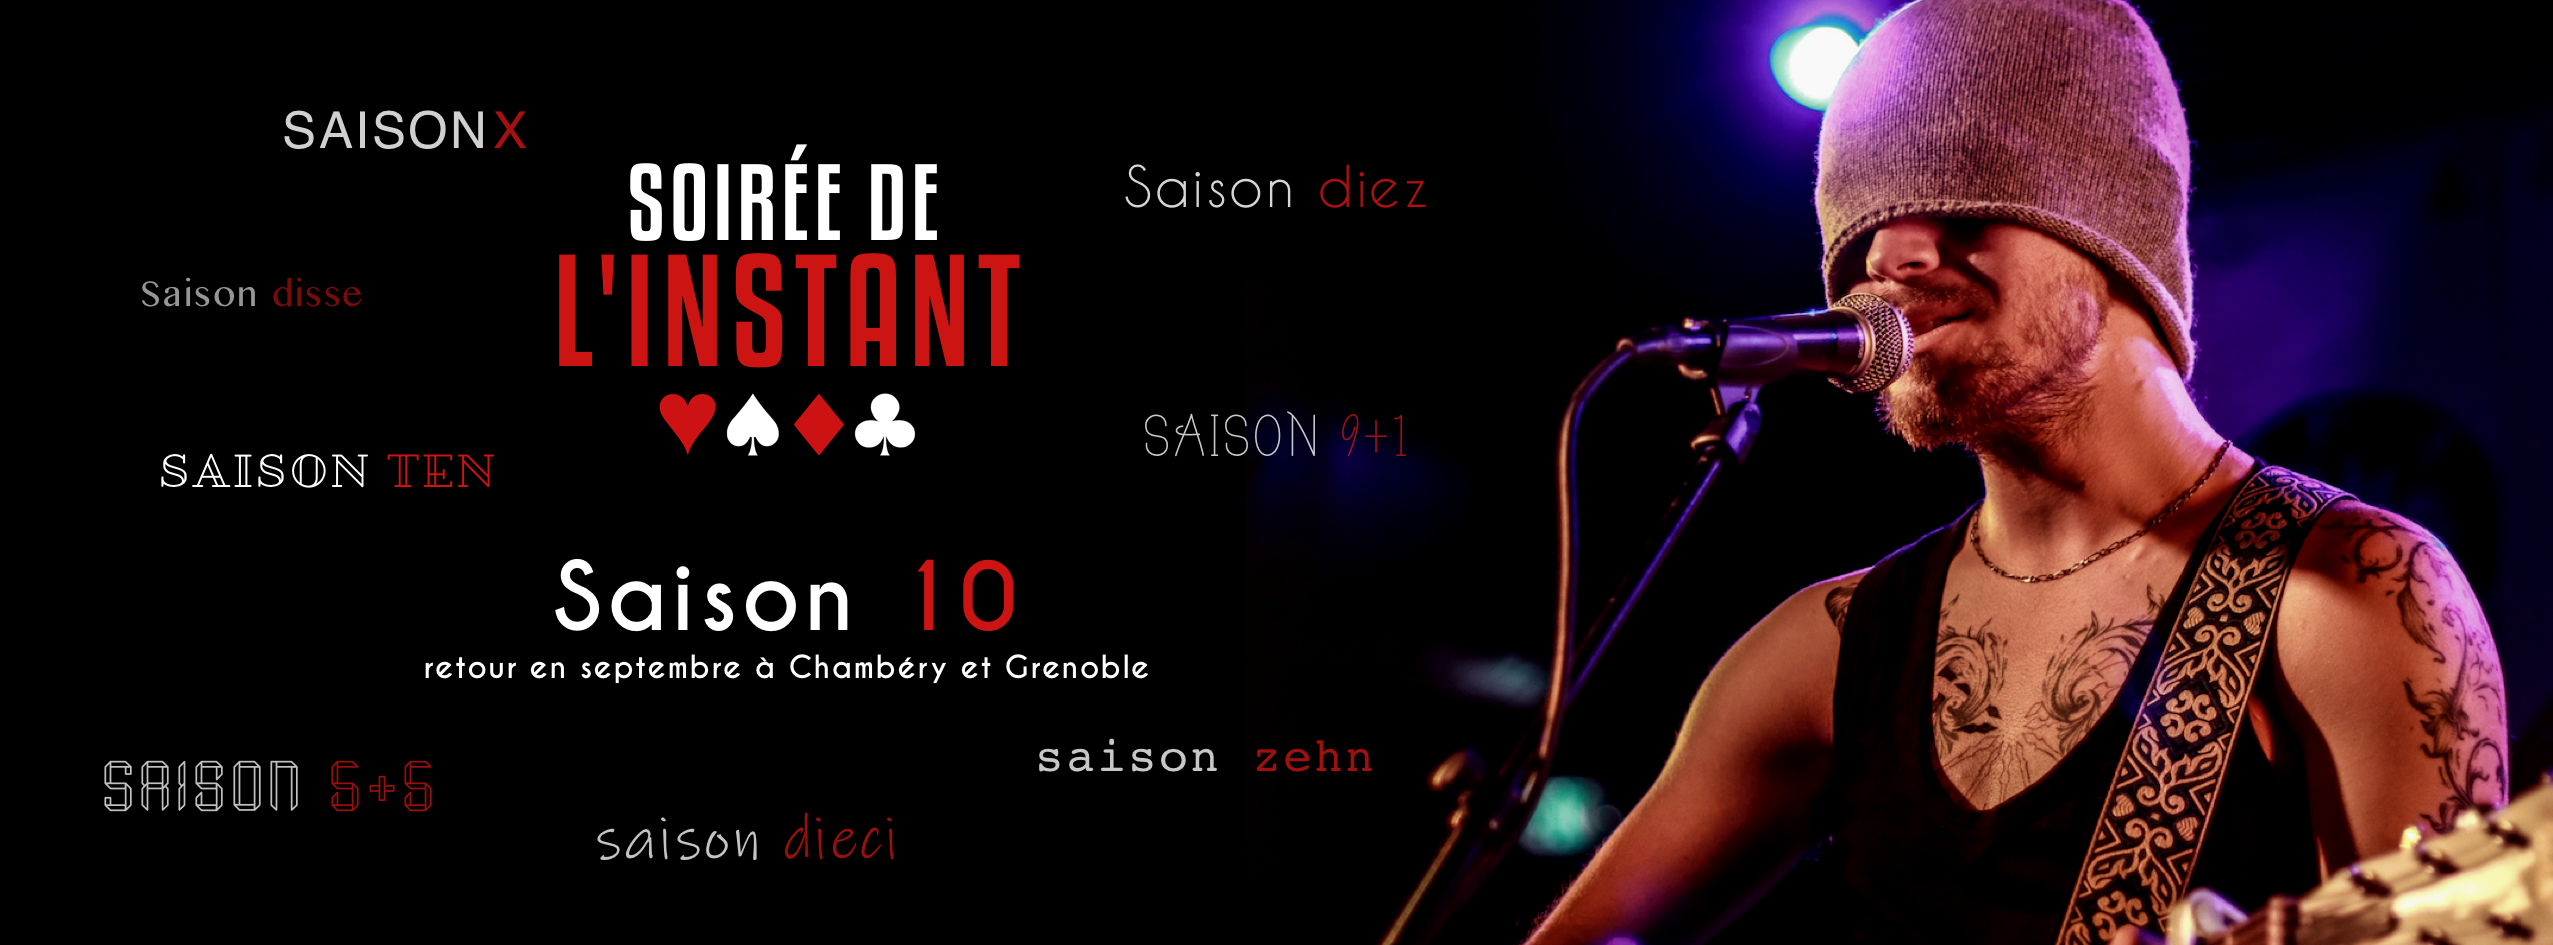 SAISON X
SOIRÉE DE
L'INSTANT
Saison diez
Saison disse
SAISON 9+1
SAISON TEN
Saison 10
retour en septembre à Chambéry et Grenoble
saison zehn
SAISON 5+5
saison dieci